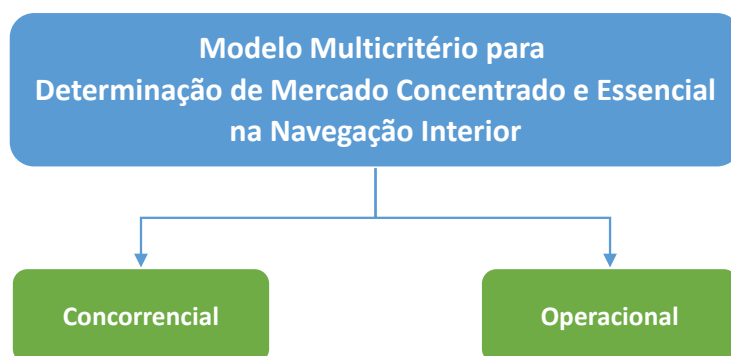 Modelo Multicritério para
Determinação de Mercado Concentrado e Essencial
na Navegação Interior
Concorrencial
Operacional